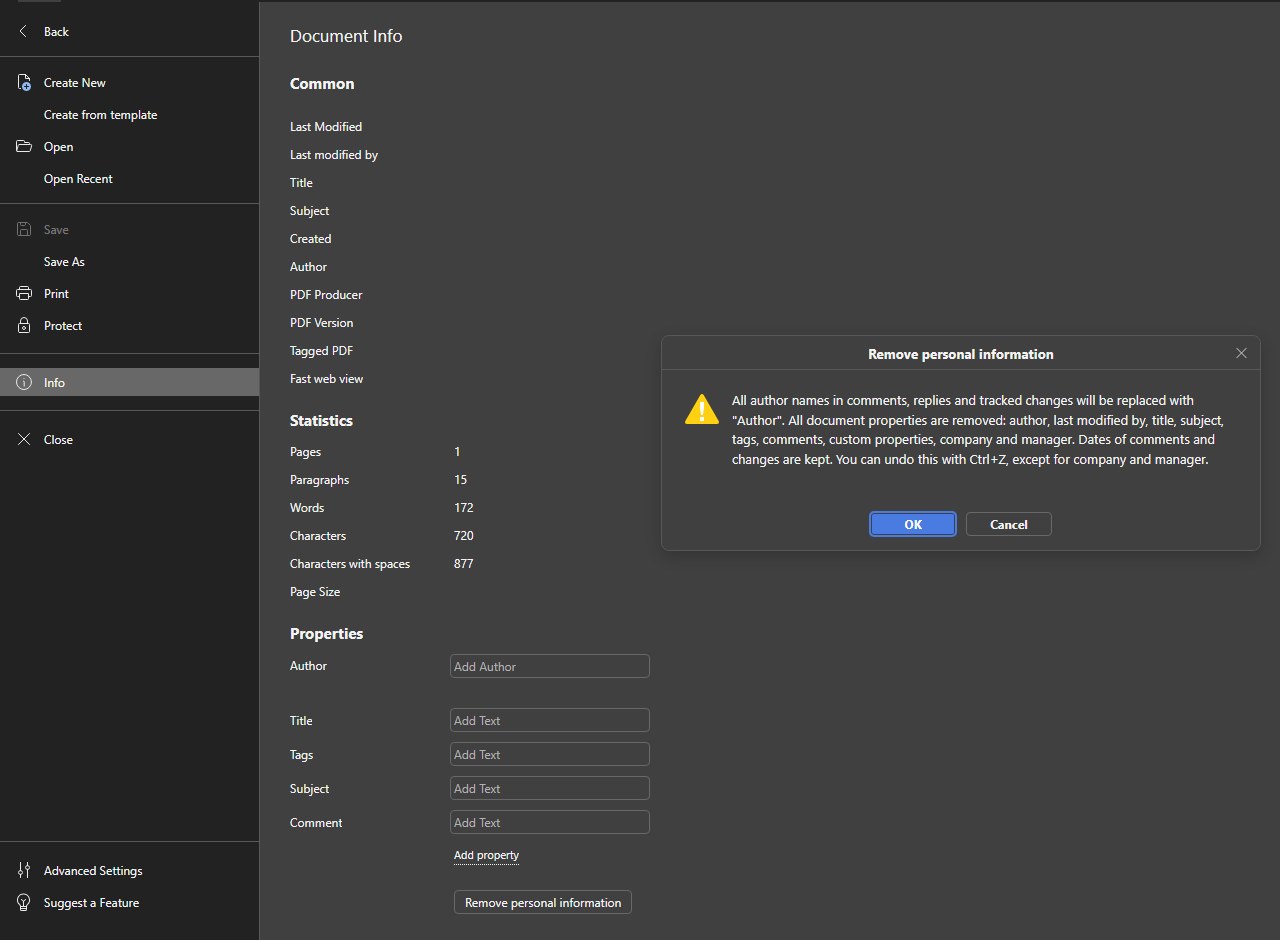 Back
Create New
Create from template
Open
Open Recent
Save
Save As
Print
Protect
Info
Close
Advanced Settings
Suggest a Feature
Document Info
Common
Last Modified
Last modified by
Title
Subject
Created
Author
PDF Producer
PDF Version
Tagged PDF
Fast web view
Statistics
Pages 1
Paragraphs 15
Words 172
Characters 720
Characters with spaces 877
Page Size
Properties
Author Add Author
Title Add Text
Tags Add Text
Subject Add Text
Comment Add Text
Add property
Remove personal information
Remove personal information
All author names in comments, replies and tracked changes will be replaced with
"Author". All document properties are removed: author, last modified by, title, subject,
tags, comments, custom properties, company and manager. Dates of comments and
changes are kept. You can undo this with Ctrl+Z, except for company and manager.
OK Cancel